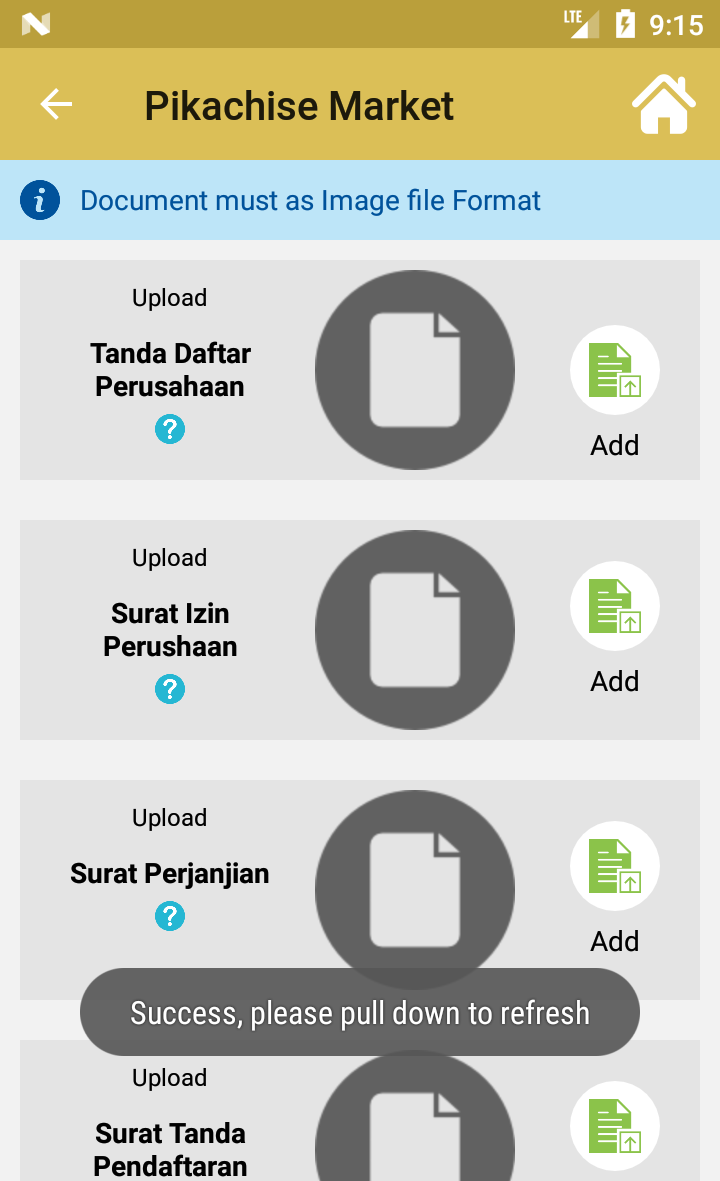 LTE 9:15
Pikachise Market
Document must as Image file Format
Upload
Tanda Daftar
Perusahaan
?
Add
Upload
Surat Izin
Perushaan
?
Add
Upload
Surat Perjanjian
?
Add
Success, please pull down to refresh
Upload
Surat Tanda
Pendaftaran